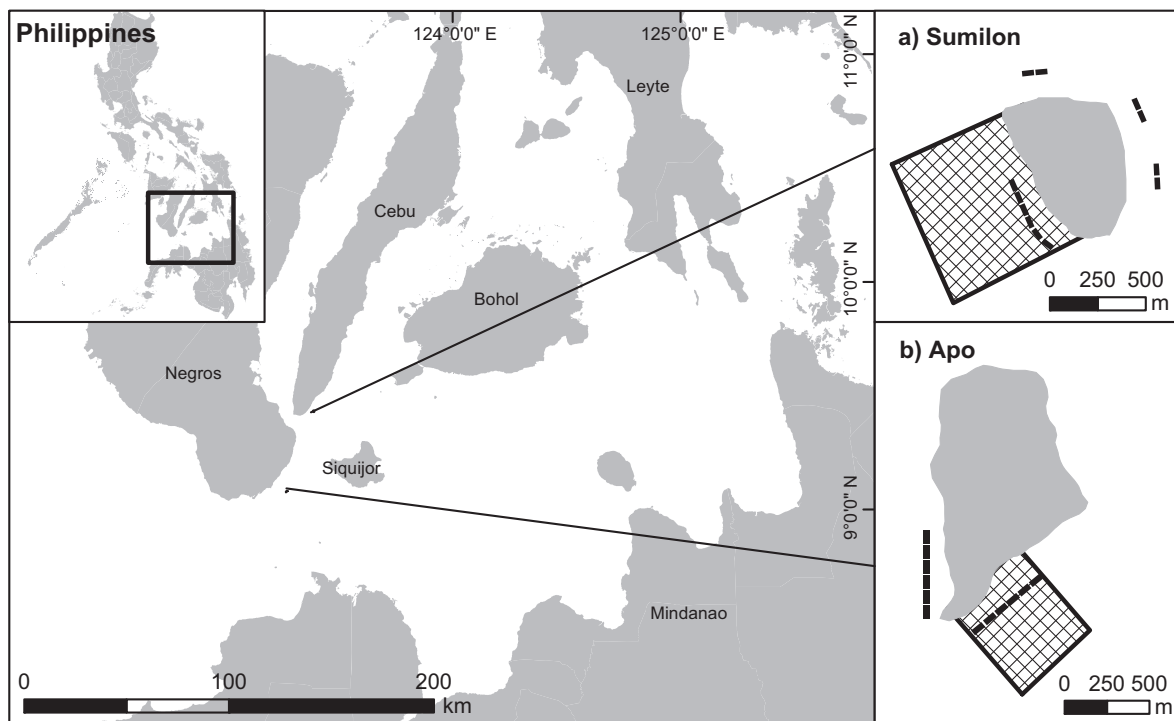 Philippines
124°0'0" E
125°0'0" E
11°0'0" N
10°0'0" N
9°0'0" N
Leyte
Cebu
Bohol
Negros
Siquijor
Mindanao
0 100 200
km
a) Sumilon
0 250 500
m
b) Apo
0 250 500
m